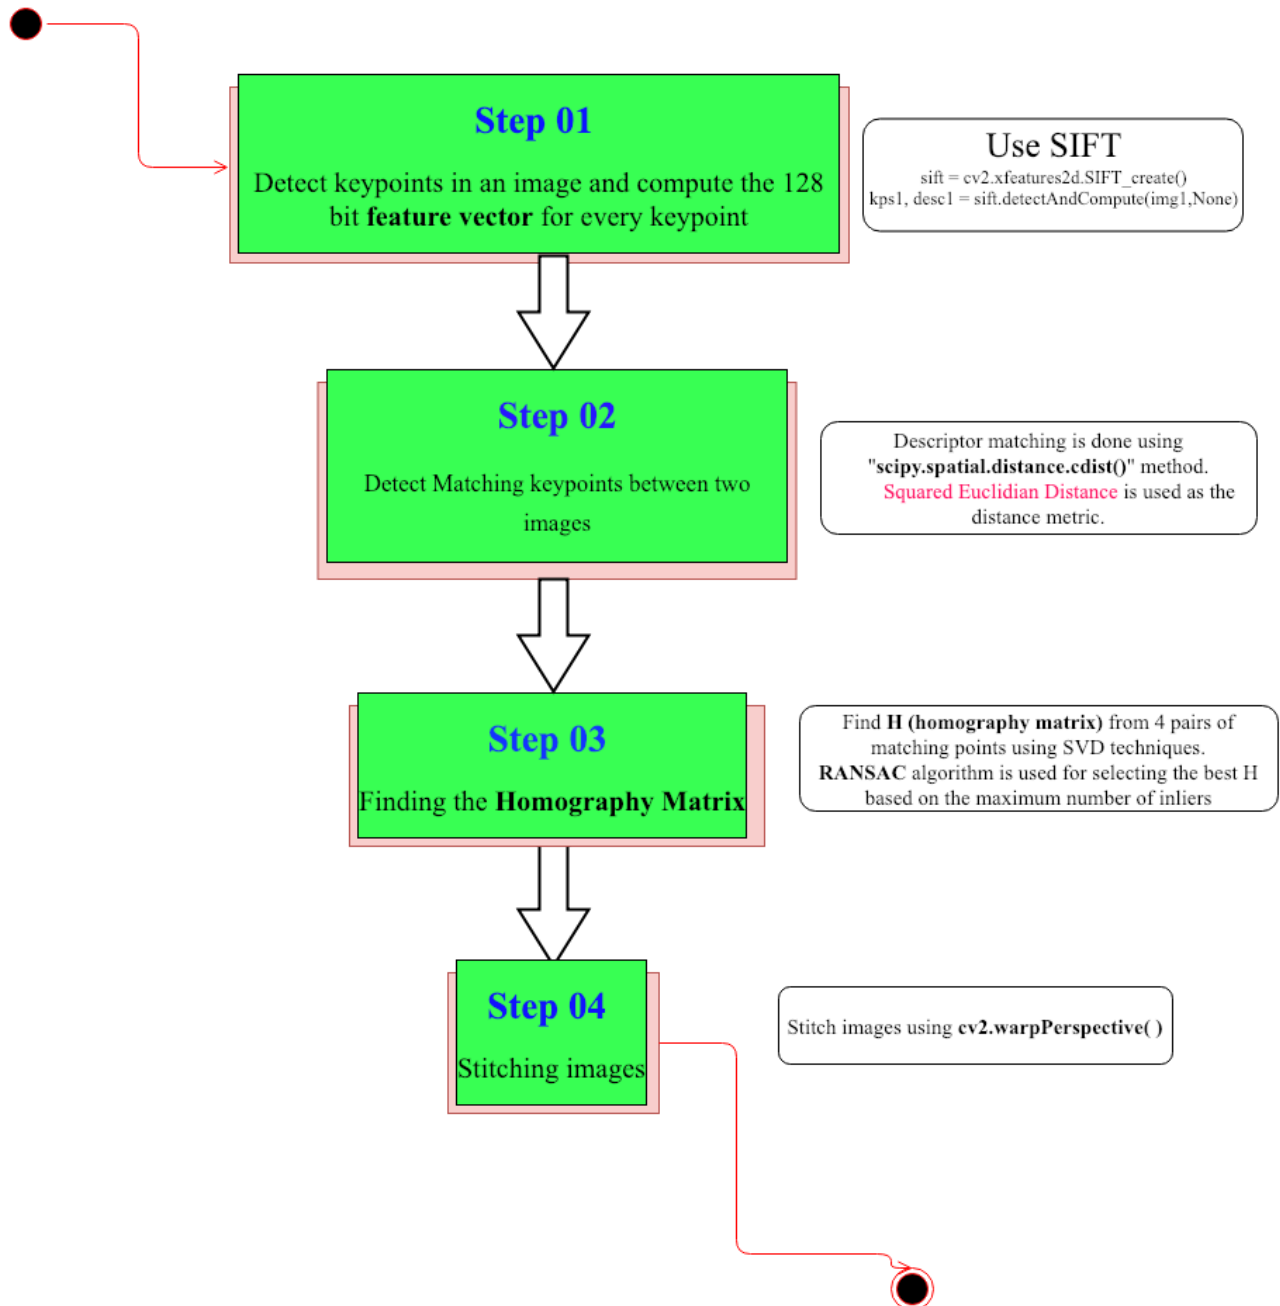 Step 01
Detect keypoints in an image and compute the 128
bit feature vector for every keypoint
Use SIFT
sift = cv2.xfeatures2d.SIFT_create()
kps1, desc1 = sift.detectAndCompute(img1,None)
Step 02
Detect Matching keypoints between two
images
Descriptor matching is done using
"scipy.spatial.distance.cdist()" method.
Squared Euclidian Distance is used as the
distance metric.
Step 03
Finding the Homography Matrix
Find H (homography matrix) from 4 pairs of
matching points using SVD techniques.
RANSAC algorithm is used for selecting the best H
based on the maximum number of inliers
Step 04
Stitching images
Stitch images using cv2.warpPerspective( )